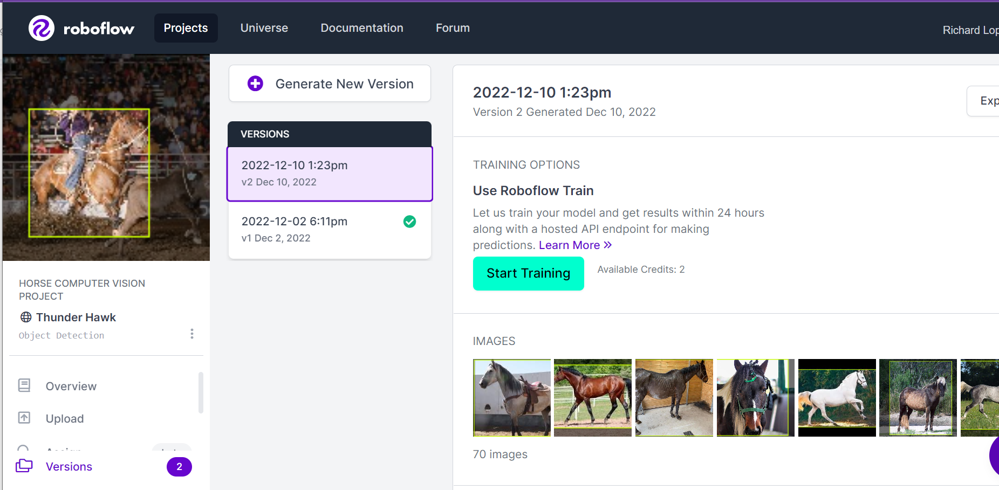 roboflow
Projects
Universe
Documentation
Forum
Richard Lop
Generate New Version
VERSIONS
2022-12-10 1:23pm
v2 Dec 10, 2022
2022-12-02 6:11pm
v1 Dec 2, 2022
HORSE COMPUTER VISION
PROJECT
Thunder Hawk
Object Detection
Overview
Upload
Versions
2
2022-12-10 1:23pm
Version 2 Generated Dec 10, 2022
Exp
TRAINING OPTIONS
Use Roboflow Train
Let us train your model and get results within 24 hours
along with a hosted API endpoint for making
predictions. Learn More »
Start Training
Available Credits: 2
IMAGES
70 images